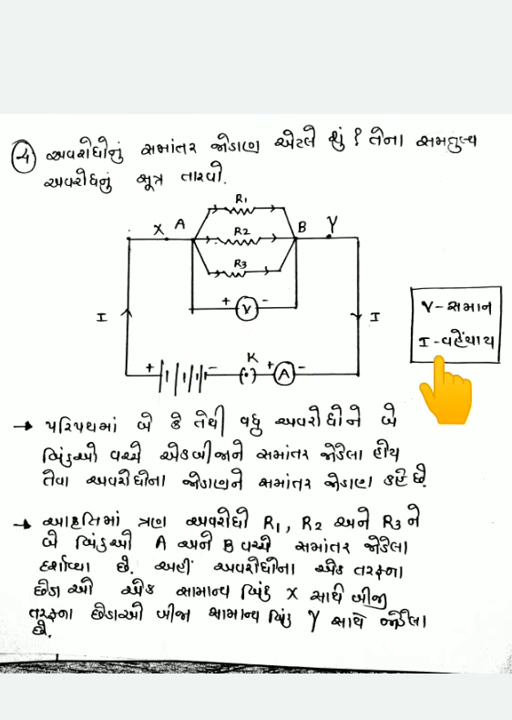 ④ અવરોધોનું સમાંતર જોડાણ એટલે શું ? તેના સમતુલ્ય
અવરોધનું સૂત્ર તારવો.
R1
X A R2 B Y
R3
+ V -
I I
+ - K + A -
V - સમાન
I - વહેંચાય
→ પરિપથમાં બે કે તેથી વધુ અવરોધોને બે
બિંદુઓ વચ્ચે એકબીજાને સમાંતર જોડેલા હોય
તેવા અવરોધોના જોડાણને સમાંતર જોડાણ કહે છે.
→ આકૃતિમાં ત્રણ અવરોધો R1, R2 અને R3 ને
બે બિંદુઓ A અને B વચ્ચે સમાંતર જોડેલા
દર્શાવ્યા છે. અહીં અવરોધોના એક તરફના
છેડાઓ એક સામાન્ય બિંદુ X સાથે બીજી
તરફના છેડાઓ બીજા સામાન્ય બિંદુ Y સાથે જોડેલા
છે.